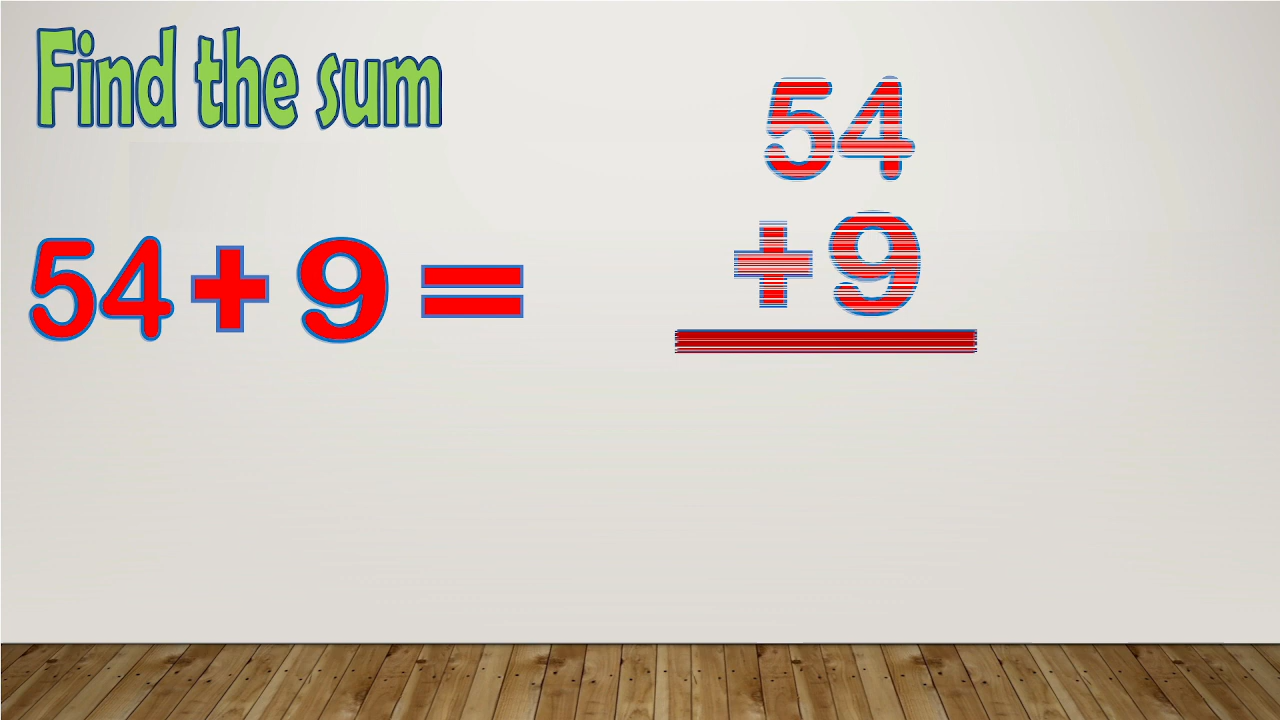 Find the sum
54 + 9 =
54
+9